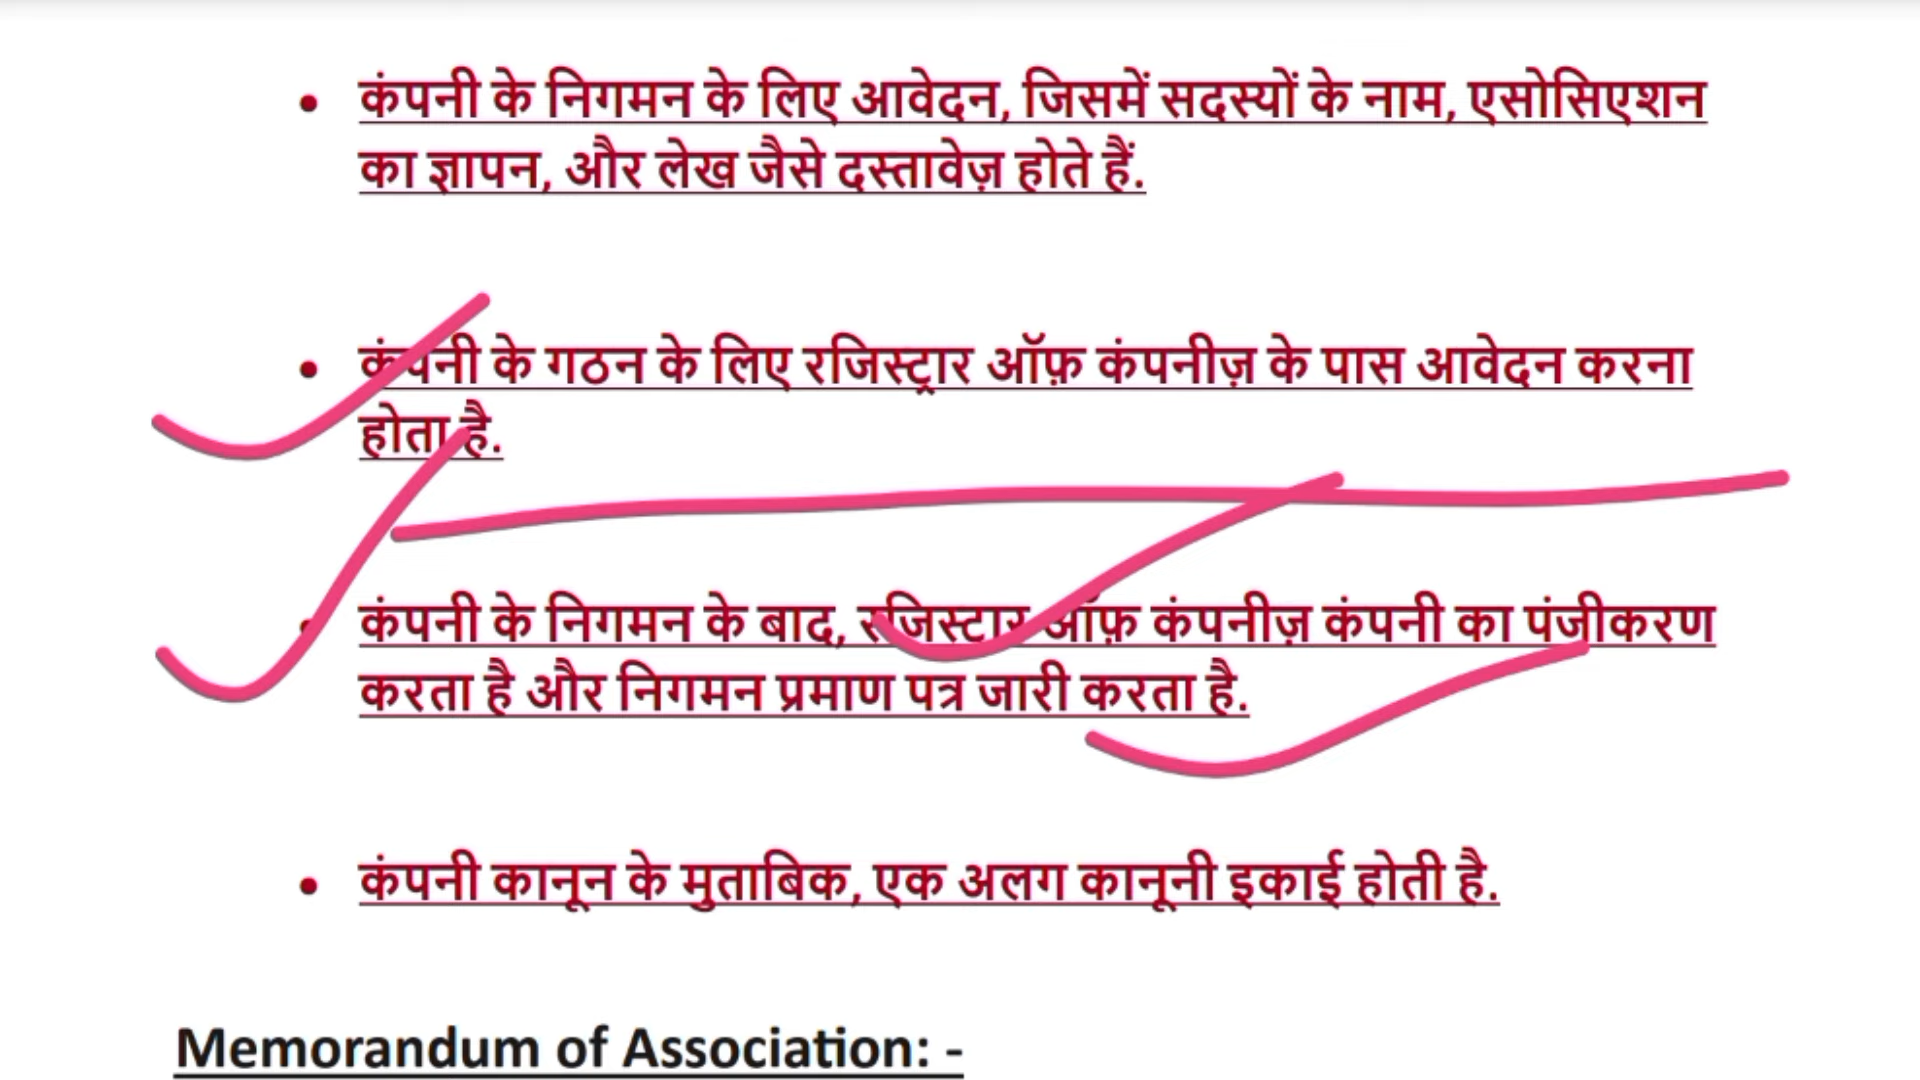 • कंपनी के निगमन के लिए आवेदन, जिसमें सदस्यों के नाम, एसोसिएशन
का ज्ञापन, और लेख जैसे दस्तावेज़ होते हैं.
• कंपनी के गठन के लिए रजिस्ट्रार ऑफ़ कंपनीज़ के पास आवेदन करना
होता है.
• कंपनी के निगमन के बाद, रजिस्टार ऑफ़ कंपनीज़ कंपनी का पंजीकरण
करता है और निगमन प्रमाण पत्र जारी करता है.
• कंपनी कानून के मुताबिक, एक अलग कानूनी इकाई होती है.
Memorandum of Association: -